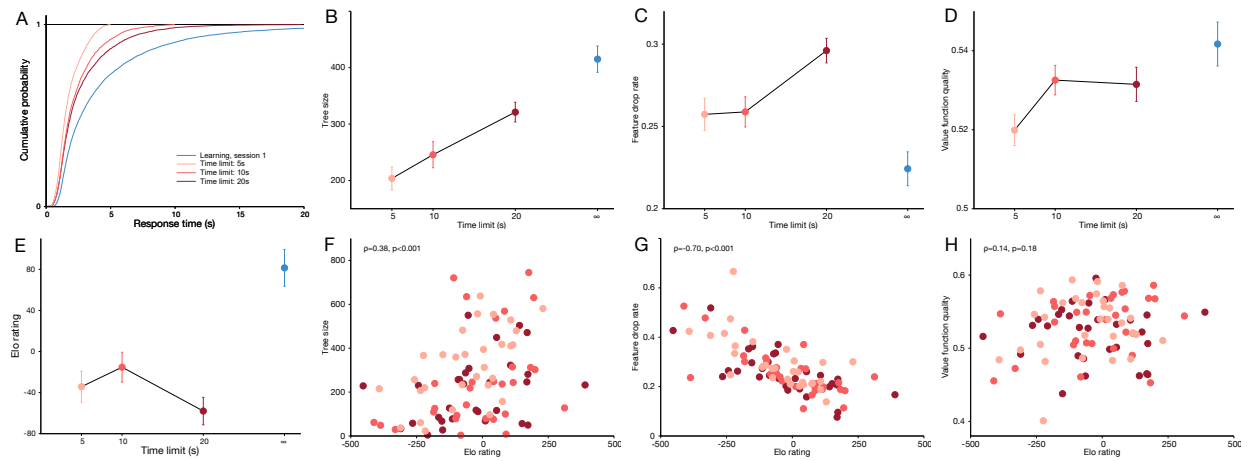 A
Cumulative probability
1
0
0
5
10
15
20
Response time (s)
Learning, session 1
Time limit: 5s
Time limit: 10s
Time limit: 20s
B
Tree size
400
300
200
5
10
20
∞
Time limit (s)
C
Feature drop rate
0.3
0.25
0.2
5
10
20
∞
Time limit (s)
D
Value function quality
0.54
0.52
0.5
5
10
20
∞
Time limit (s)
E
Elo rating
80
40
0
-40
-80
5
10
20
∞
Time limit (s)
F
ρ=0.38, p<0.001
Tree size
800
600
400
200
0
-500
-250
0
250
500
Elo rating
G
ρ=-0.70, p<0.001
Feature drop rate
0.8
0.6
0.4
0.2
0
-500
-250
0
250
500
Elo rating
H
ρ=0.14, p=0.18
Value function quality
0.6
0.5
0.4
-500
-250
0
250
500
Elo rating